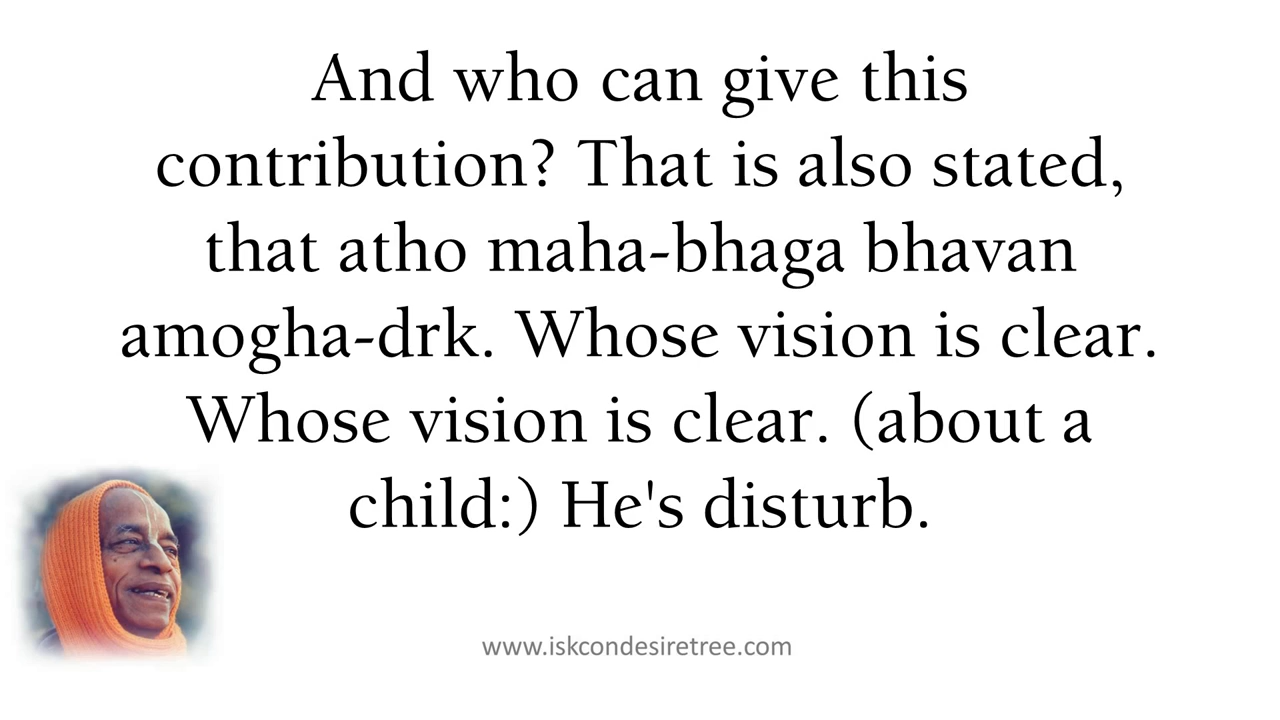 And who can give this
contribution? That is also stated,
that atho maha-bhaga bhavan
amogha-drk. Whose vision is clear.
Whose vision is clear. (about a
child:) He's disturb.
www.iskcondesiretree.com